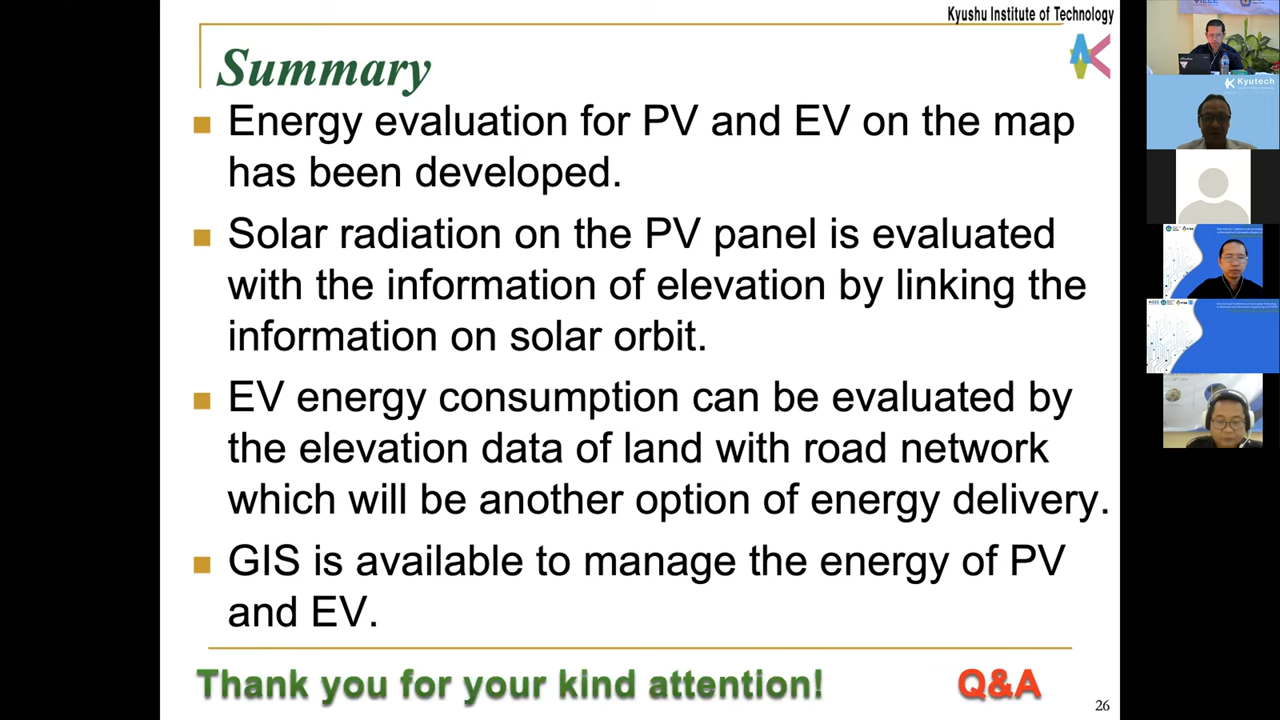 Kyushu Institute of Technology
Summary
Energy evaluation for PV and EV on the map
has been developed.
Solar radiation on the PV panel is evaluated
with the information of elevation by linking the
information on solar orbit.
EV energy consumption can be evaluated by
the elevation data of land with road network
which will be another option of energy delivery.
GIS is available to manage the energy of PV
and EV.
Thank you for your kind attention!
Q&A
26
Kyutech